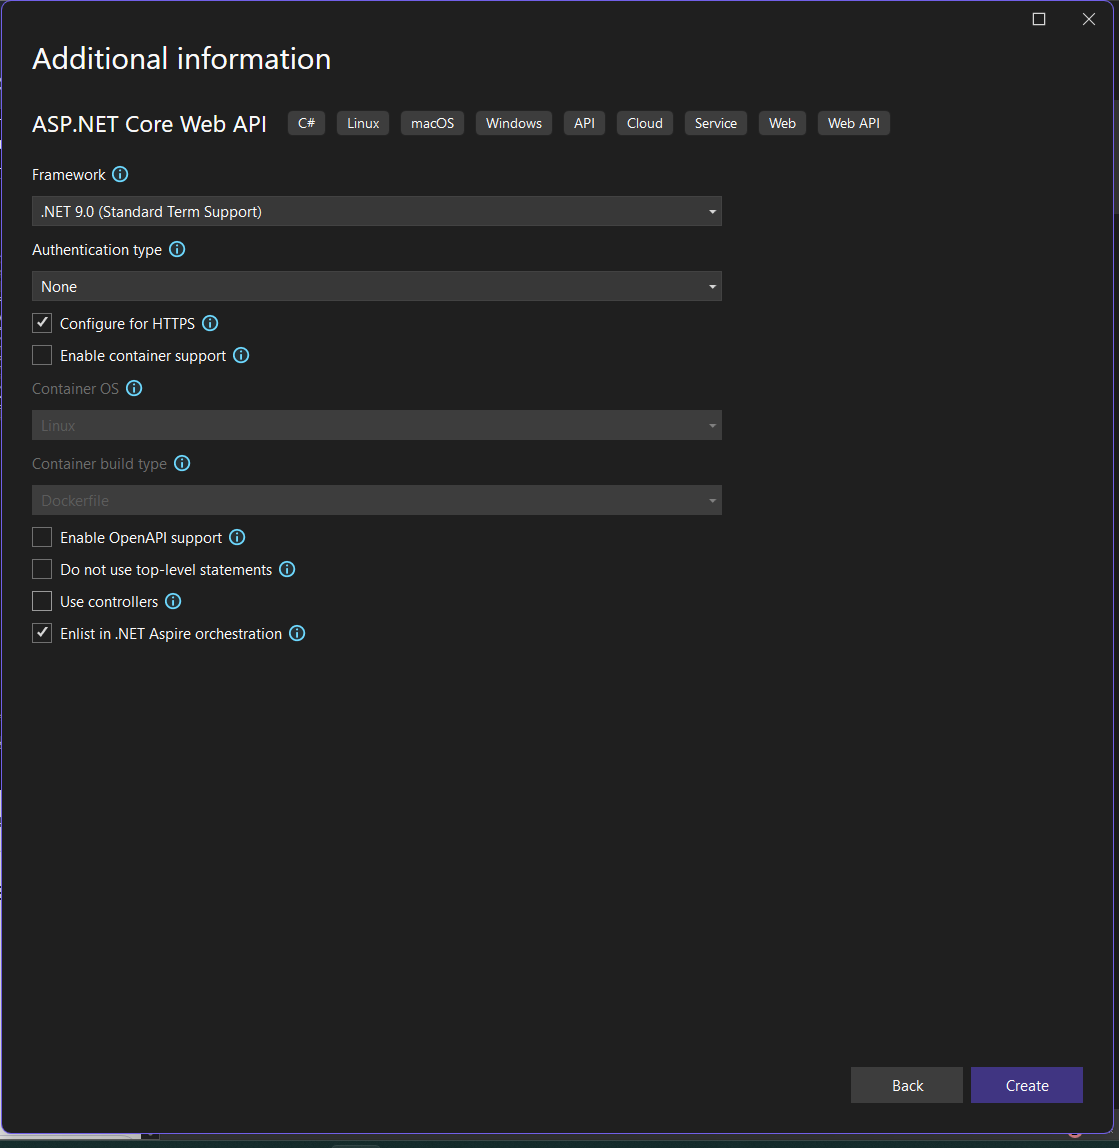 Additional information
ASP.NET Core Web API C# Linux macOS Windows API Cloud Service Web Web API
Framework
.NET 9.0 (Standard Term Support)
Authentication type
None
Configure for HTTPS
Enable container support
Container OS
Linux
Container build type
Dockerfile
Enable OpenAPI support
Do not use top-level statements
Use controllers
Enlist in .NET Aspire orchestration
Back Create